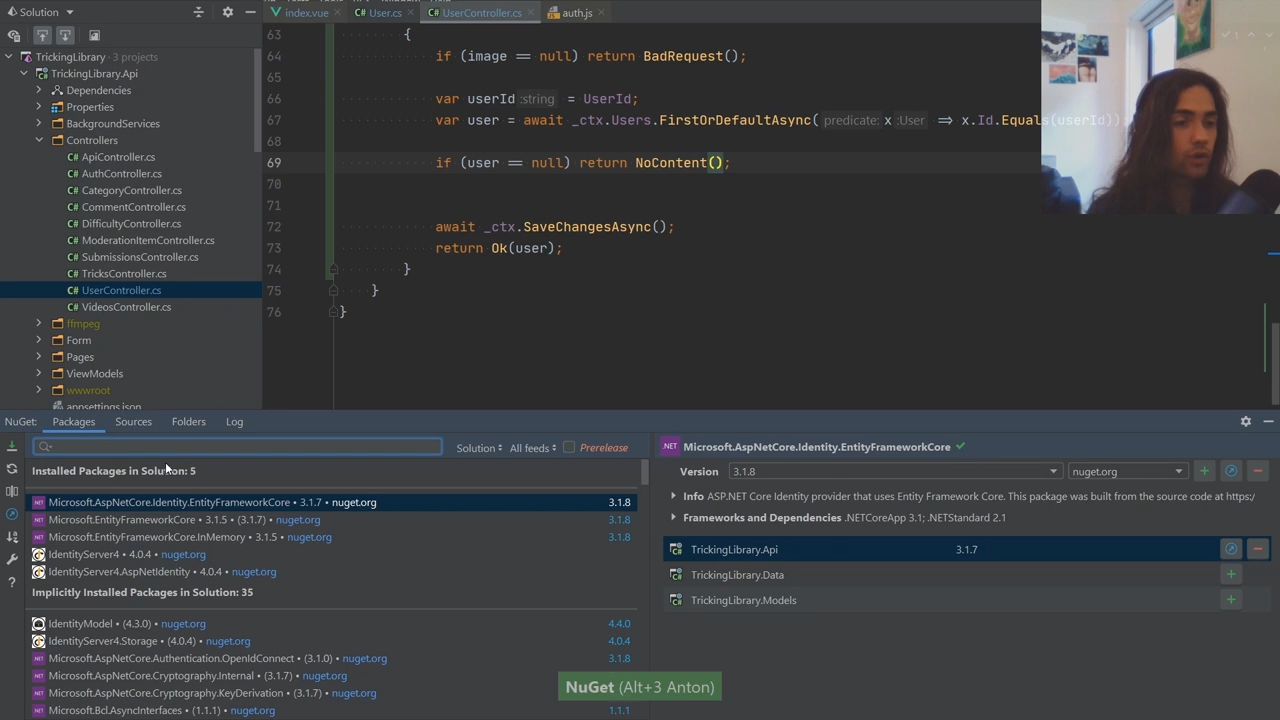 Solution
index.vue
User.cs
UserController.cs
auth.js
TrickingLibrary • 3 projects
TrickingLibrary.Api
Dependencies
Properties
BackgroundServices
Controllers
ApiController.cs
AuthController.cs
CategoryController.cs
CommentController.cs
DifficultyController.cs
ModerationItemController.cs
SubmissionsController.cs
TricksController.cs
UserController.cs
VideosController.cs
ffmpeg
Form
Pages
ViewModels
wwwroot
appsettings.json
63 {
64 if (image == null) return BadRequest();
65
66 var userId :string = UserId;
67 var user = await _ctx.Users.FirstOrDefaultAsync( predicate: x :User => x.Id.Equals(userId));
68
69 if (user == null) return NoContent();
70
71
72 await _ctx.SaveChangesAsync();
73 return Ok(user);
74 }
75 }
76 }
NuGet: Packages Sources Folders Log
Solution All feeds Prerelease
Installed Packages in Solution: 5
Microsoft.AspNetCore.Identity.EntityFrameworkCore • 3.1.7 • nuget.org 3.1.8
Microsoft.EntityFrameworkCore • 3.1.5 (3.1.7) • nuget.org 3.1.8
Microsoft.EntityFrameworkCore.InMemory • 3.1.5 • nuget.org 3.1.8
IdentityServer4 • 4.0.4 • nuget.org
IdentityServer4.AspNetIdentity • 4.0.4 • nuget.org
Implicitly Installed Packages in Solution: 35
IdentityModel • (4.3.0) • nuget.org 4.4.0
IdentityServer4.Storage • (4.0.4) • nuget.org 4.0.4
Microsoft.AspNetCore.Authentication.OpenIdConnect • (3.1.0) • nuget.org 3.1.8
Microsoft.AspNetCore.Cryptography.Internal • (3.1.7) • nuget.org 3.1.8
Microsoft.AspNetCore.Cryptography.KeyDerivation • (3.1.7) • nuget.org 3.1.8
Microsoft.Bcl.AsyncInterfaces • (1.1.1) • nuget.org 1.1.1
.NET Microsoft.AspNetCore.Identity.EntityFrameworkCore
Version 3.1.8 nuget.org
Info ASP.NET Core Identity provider that uses Entity Framework Core. This package was built from the source code at https:/
Frameworks and Dependencies .NETCoreApp 3.1; .NETStandard 2.1
TrickingLibrary.Api 3.1.7
TrickingLibrary.Data
TrickingLibrary.Models
NuGet (Alt+3 Anton)